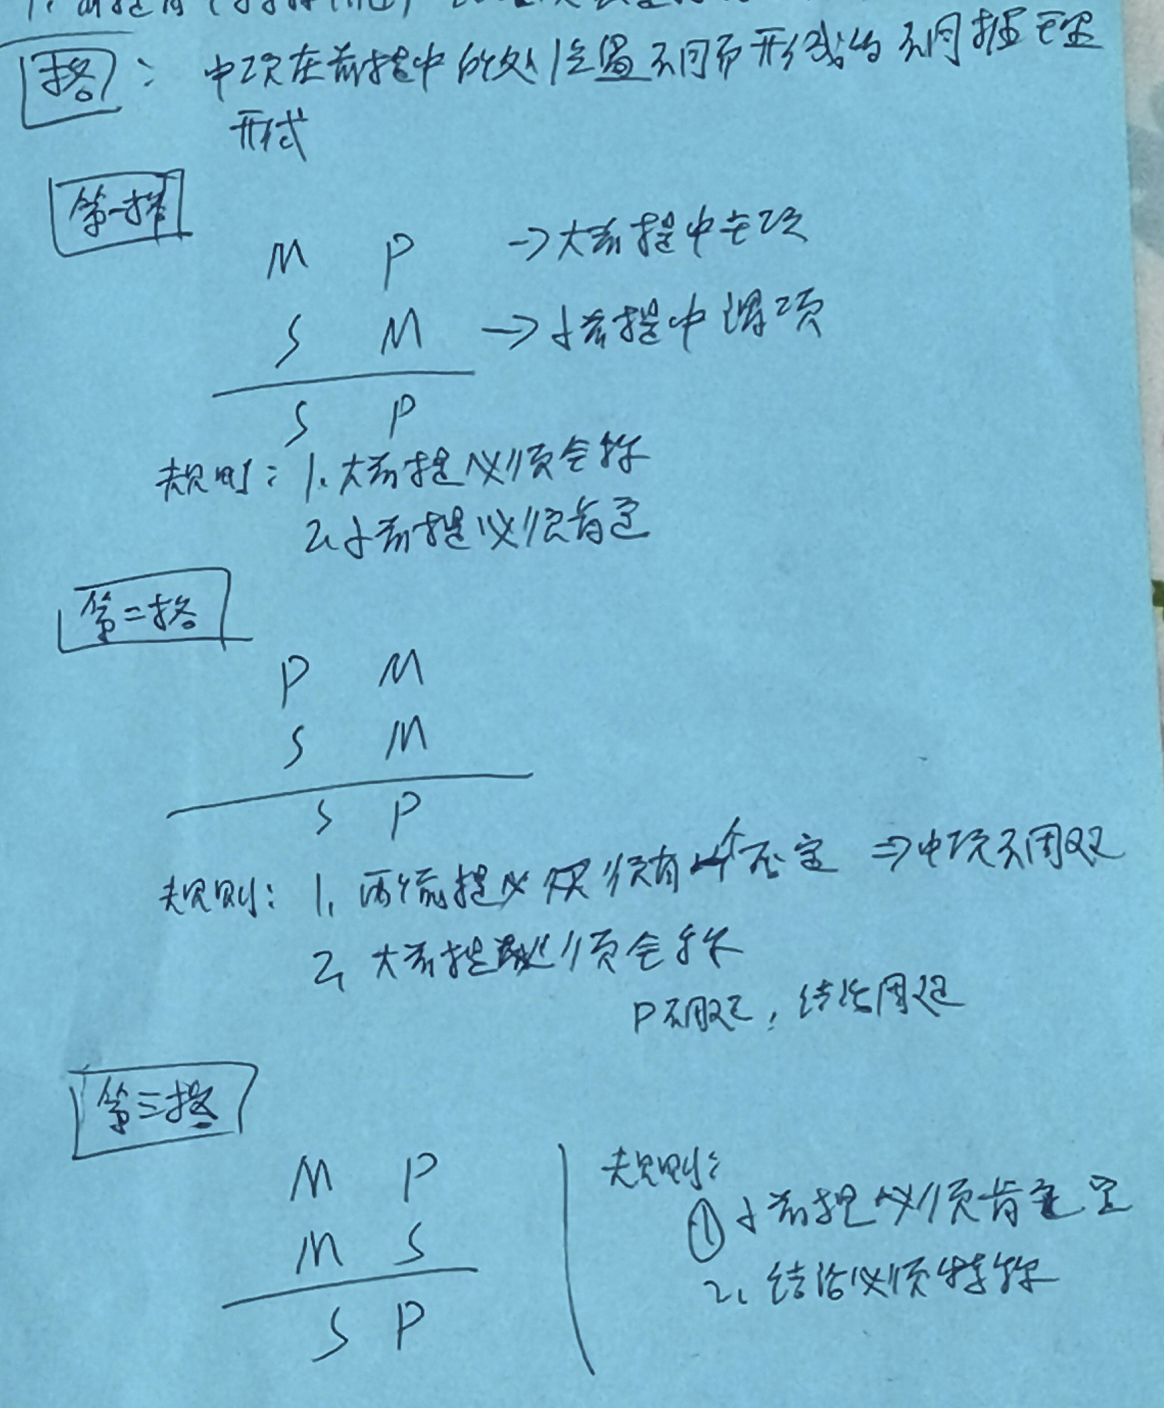 格：中项在前提中所处位置不同而形成的不同推理
形式
第一格
M P →大前提中主项
S M →小前提中谓项
S P
规则：1.大前提必须全称
2.小前提必须肯定
第二格
P M
S M
S P
规则：1.两前提必须有一个否定 ⇒中项不周延
2.大前提必须全称
P不周延，结论周延
第三格
M P
M S
S P
规则：
①小前提必须肯定
2.结论必须特称